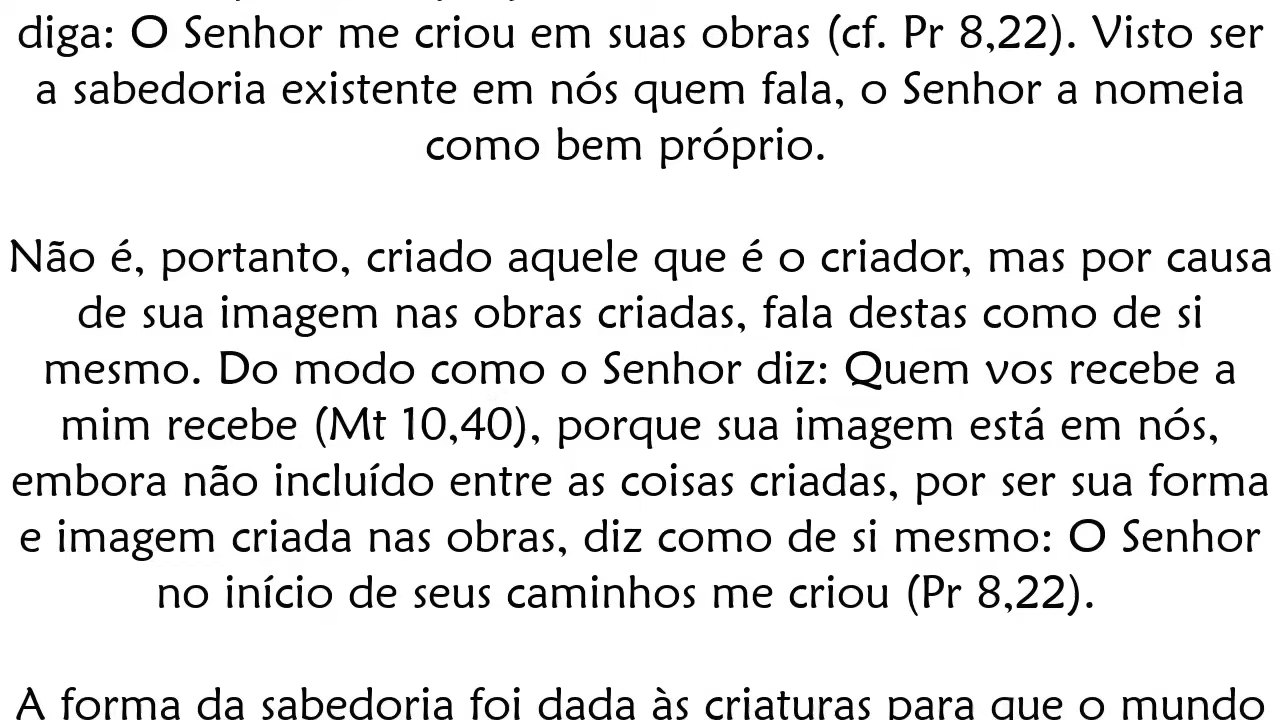 diga: O Senhor me criou em suas obras (cf. Pr 8,22). Visto ser
a sabedoria existente em nós quem fala, o Senhor a nomeia
como bem próprio.
Não é, portanto, criado aquele que é o criador, mas por causa
de sua imagem nas obras criadas, fala destas como de si
mesmo. Do modo como o Senhor diz: Quem vos recebe a
mim recebe (Mt 10,40), porque sua imagem está em nós,
embora não incluído entre as coisas criadas, por ser sua forma
e imagem criada nas obras, diz como de si mesmo: O Senhor
no início de seus caminhos me criou (Pr 8,22).
A forma da sabedoria foi dada às criaturas para que o mundo